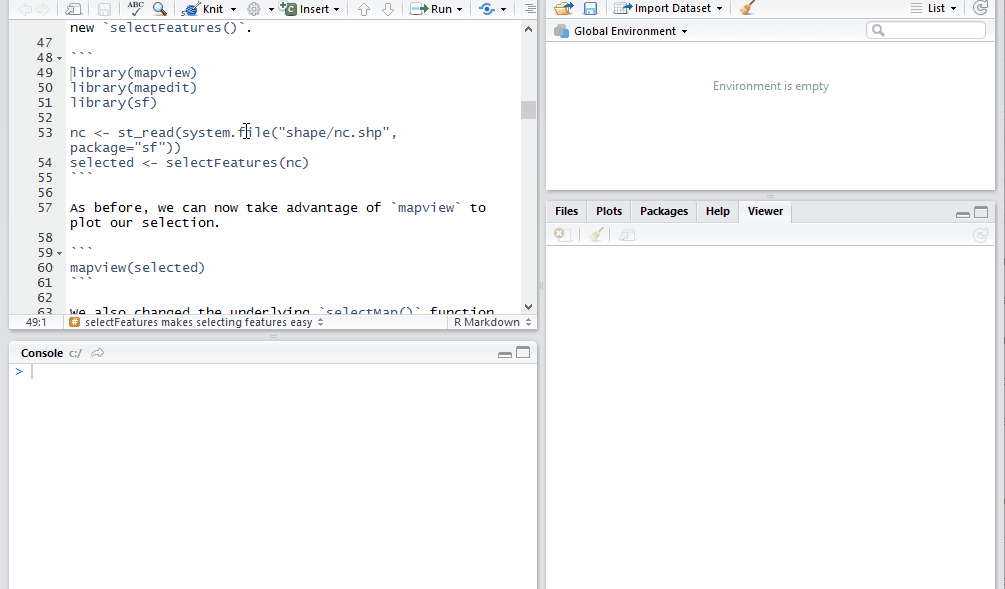 ABC
Knit
Insert
Run
Import Dataset
List
Global Environment
new `selectFeatures()`.
47
48 ```
49 library(mapview)
50 library(mapedit)
51 library(sf)
52
53 nc <- st_read(system.file("shape/nc.shp",
package="sf"))
54 selected <- selectFeatures(nc)
55 ```
56
57 As before, we can now take advantage of `mapview` to
plot our selection.
58
59 ```
60 mapview(selected)
61 ```
62
63 We also changed the underlying `selectMap()` function
49:1 # selectFeatures makes selecting features easy R Markdown
Console c:/
>
Environment is empty
Files Plots Packages Help Viewer